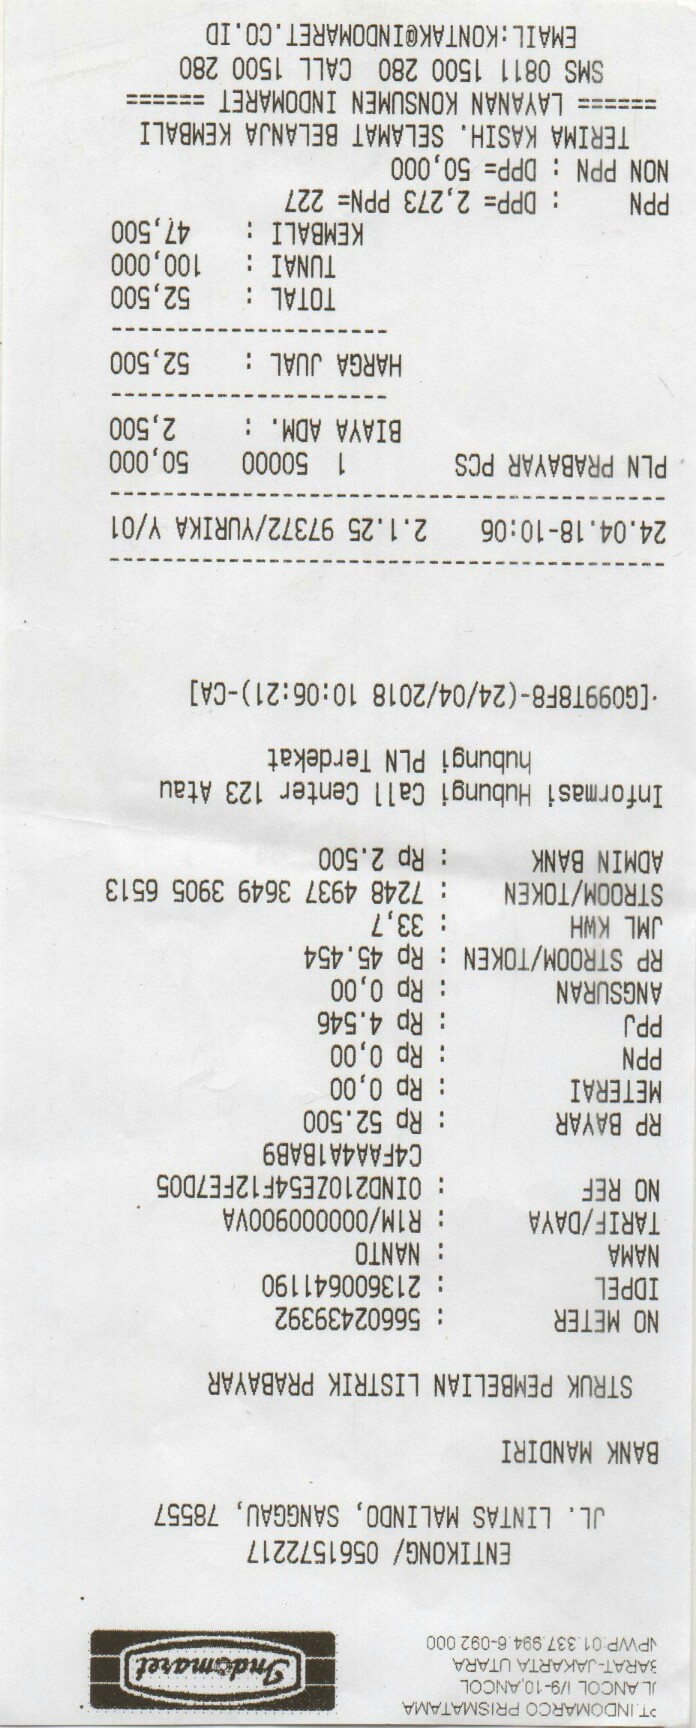 PT.INDOMARCO PRISMATAMA
JL.ANCOL I/9-10,ANCOL
BARAT-JAKARTA UTARA
NPWP:01.337.994.6-092.000
Indomaret
ENTIKONG/ 0561572217
JL. LINTAS MALINDO, SANGGAU, 78557
BANK MANDIRI
STRUK PEMBELIAN LISTRIK PRABAYAR
NO METER : 56602439392
IDPEL : 213600641190
NAMA : NANTO
TARIF/DAYA : R1M/000000900VA
NO REF : 0IND210ZE54F12FE7D05
C4FAA4A1BAB9
RP BAYAR : Rp 52.500
METERAI : Rp 0,00
PPN : Rp 0,00
PPJ : Rp 4.546
ANGSURAN : Rp 0,00
RP STROOM/TOKEN : Rp 45.454
JML KWH : 33,7
STROOM/TOKEN : 7248 4937 3649 3905 6513
ADMIN BANK : Rp 2.500
Informasi Hubungi Call Center 123 Atau
hubungi PLN Terdekat
.[G099T8F8-(24/04/2018 10:06:21)-CA]
24.04.18-10:06 2.1.25 97372/YURIKA Y/01
PLN PRABAYAR PCS 1 50000 50,000
BIAYA ADM. : 2,500
HARGA JUAL : 52,500
TOTAL : 52,500
TUNAI : 100,000
KEMBALI : 47,500
PPN : DPP= 2,273 PPN= 227
NON PPN : DPP= 50,000
TERIMA KASIH. SELAMAT BELANJA KEMBALI
====== LAYANAN KONSUMEN INDOMARET ======
SMS 0811 1500 280 CALL 1500 280
EMAIL:KONTAK@INDOMARET.CO.ID